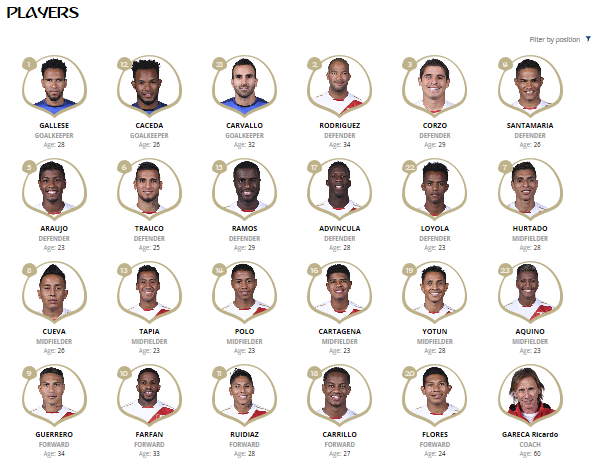 PLAYERS
Filter by position
1 12 21 2 3 4
GALLESE CACEDA CARVALLO RODRIGUEZ CORZO SANTAMARIA
GOALKEEPER GOALKEEPER GOALKEEPER DEFENDER DEFENDER DEFENDER
Age: 28 Age: 26 Age: 32 Age: 34 Age: 29 Age: 26
5 6 15 17 22 7
ARAUJO TRAUCO RAMOS ADVINCULA LOYOLA HURTADO
DEFENDER DEFENDER DEFENDER DEFENDER DEFENDER MIDFIELDER
Age: 23 Age: 25 Age: 29 Age: 28 Age: 23 Age: 28
8 13 14 16 19 23
CUEVA TAPIA POLO CARTAGENA YOTUN AQUINO
MIDFIELDER MIDFIELDER MIDFIELDER MIDFIELDER MIDFIELDER MIDFIELDER
Age: 26 Age: 23 Age: 23 Age: 23 Age: 28 Age: 23
9 10 11 18 20
GUERRERO FARFAN RUIDIAZ CARRILLO FLORES GARECA Ricardo
FORWARD FORWARD FORWARD FORWARD FORWARD COACH
Age: 34 Age: 33 Age: 28 Age: 27 Age: 24 Age: 60